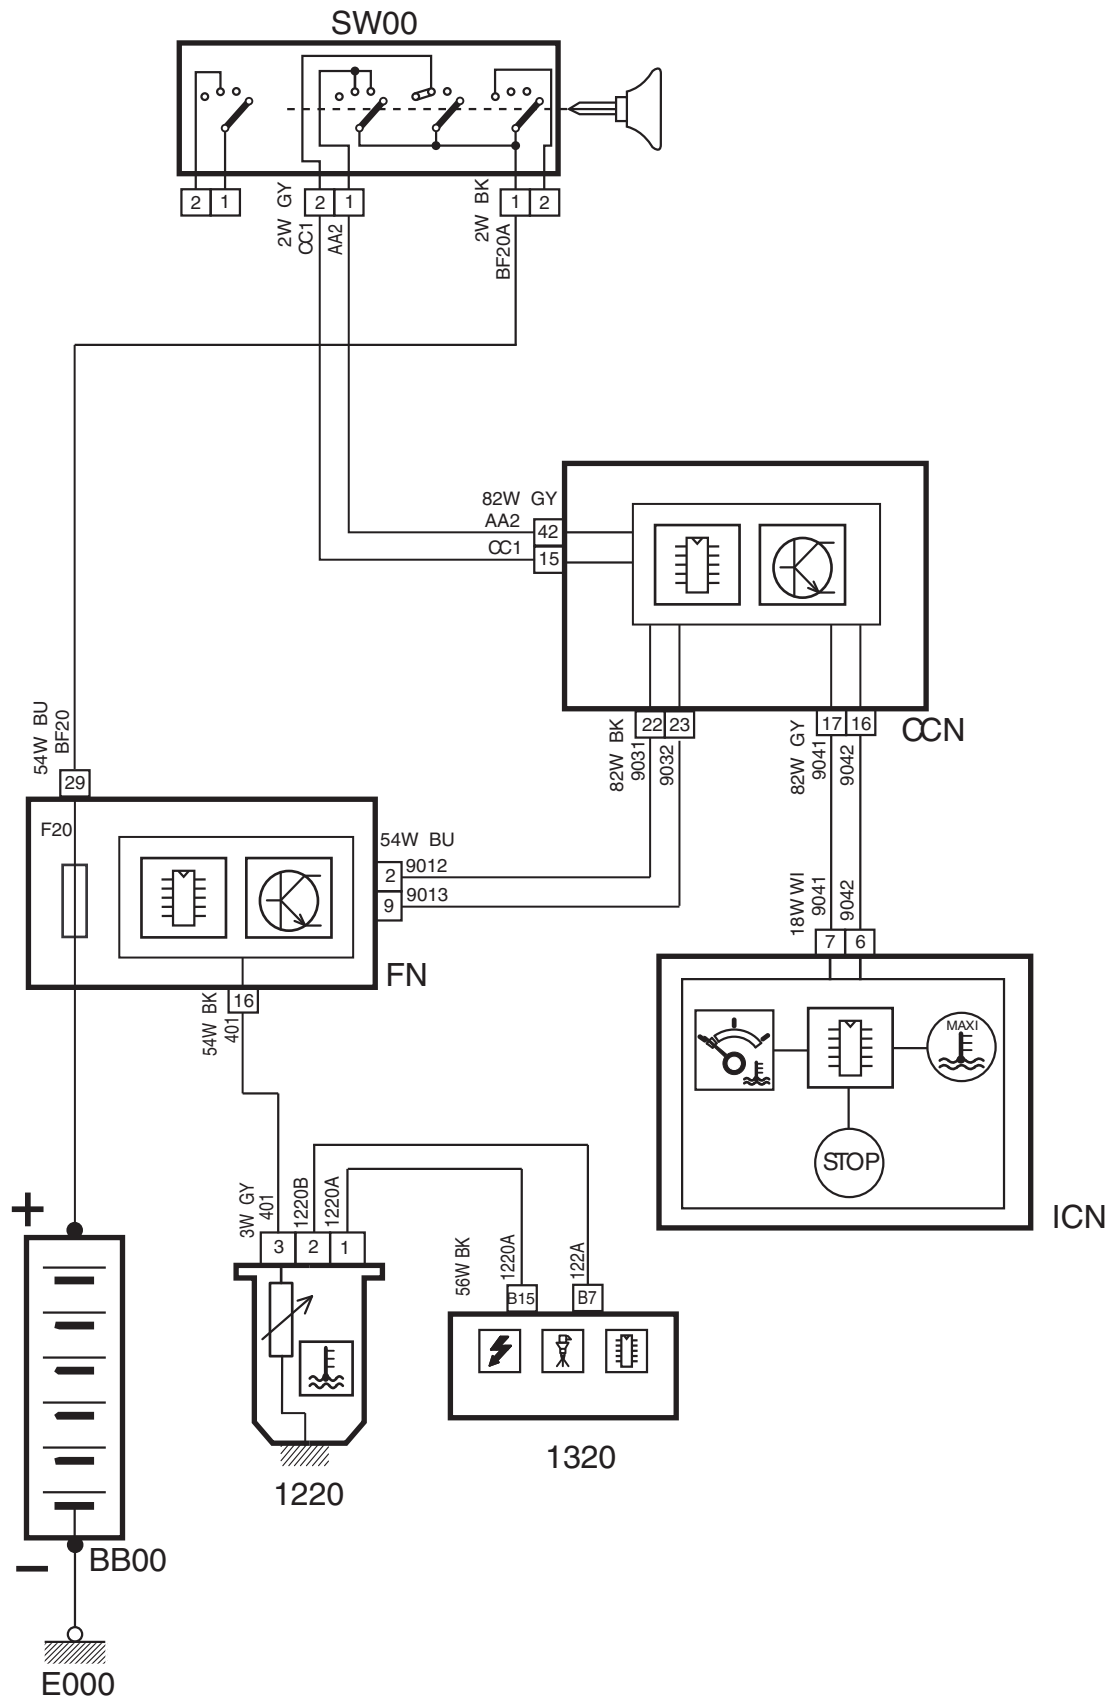 SW00
2
1
2
1
1
2
2W GY
CC1
AA2
2W BK
BF20A
82W GY
AA2
42
CC1
15
22
23
17
16
CCN
82W BK
9031
9032
82W GY
9041
9042
54W BU
BF20
29
F20
54W BU
2
9012
9
9013
FN
16
54W BK
401
18W WI
9041
9042
7
6
MAXI
STOP
ICN
3W GY
401
1220B
1220A
3
2
1
56W BK
1220A
122A
B15
B7
1320
1220
+
–
BB00
E000